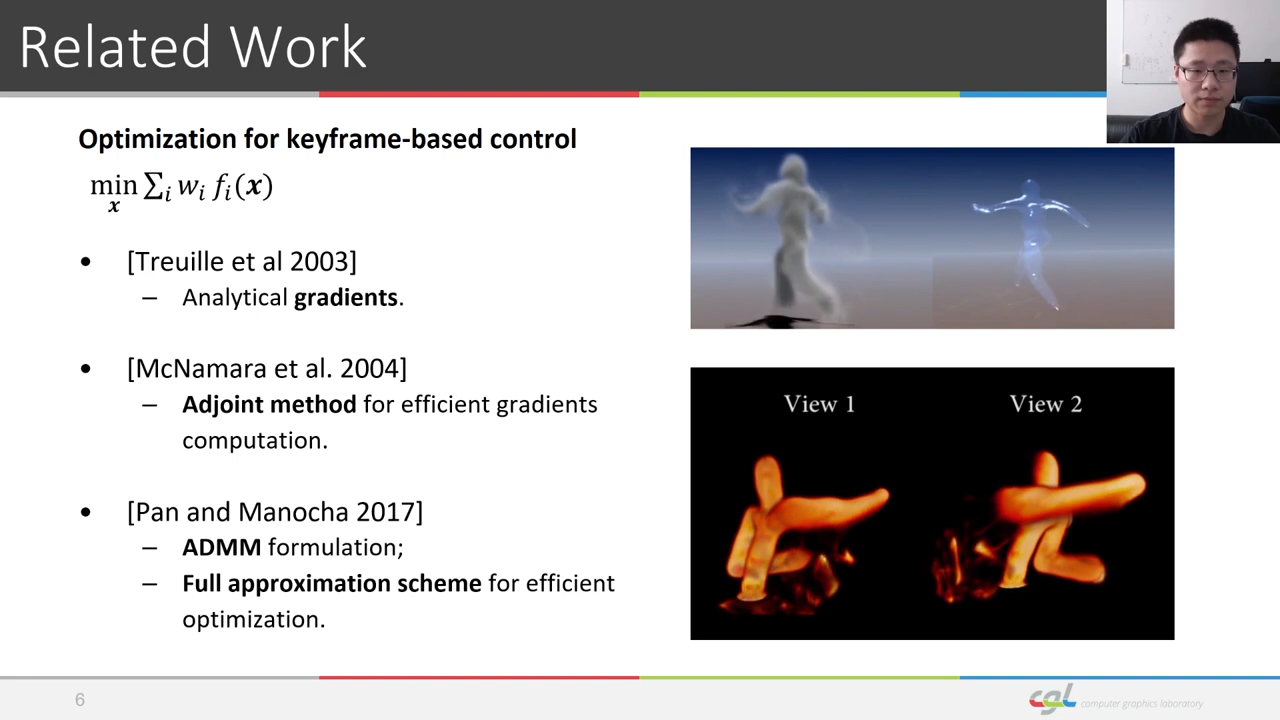 Related Work
Optimization for keyframe-based control
min ∑ᵢ wᵢ fᵢ(x)
x
• [Treuille et al 2003]
– Analytical gradients.
• [McNamara et al. 2004]
– Adjoint method for efficient gradients
computation.
• [Pan and Manocha 2017]
– ADMM formulation;
– Full approximation scheme for efficient
optimization.
View 1
View 2
6
cgl computer graphics laboratory